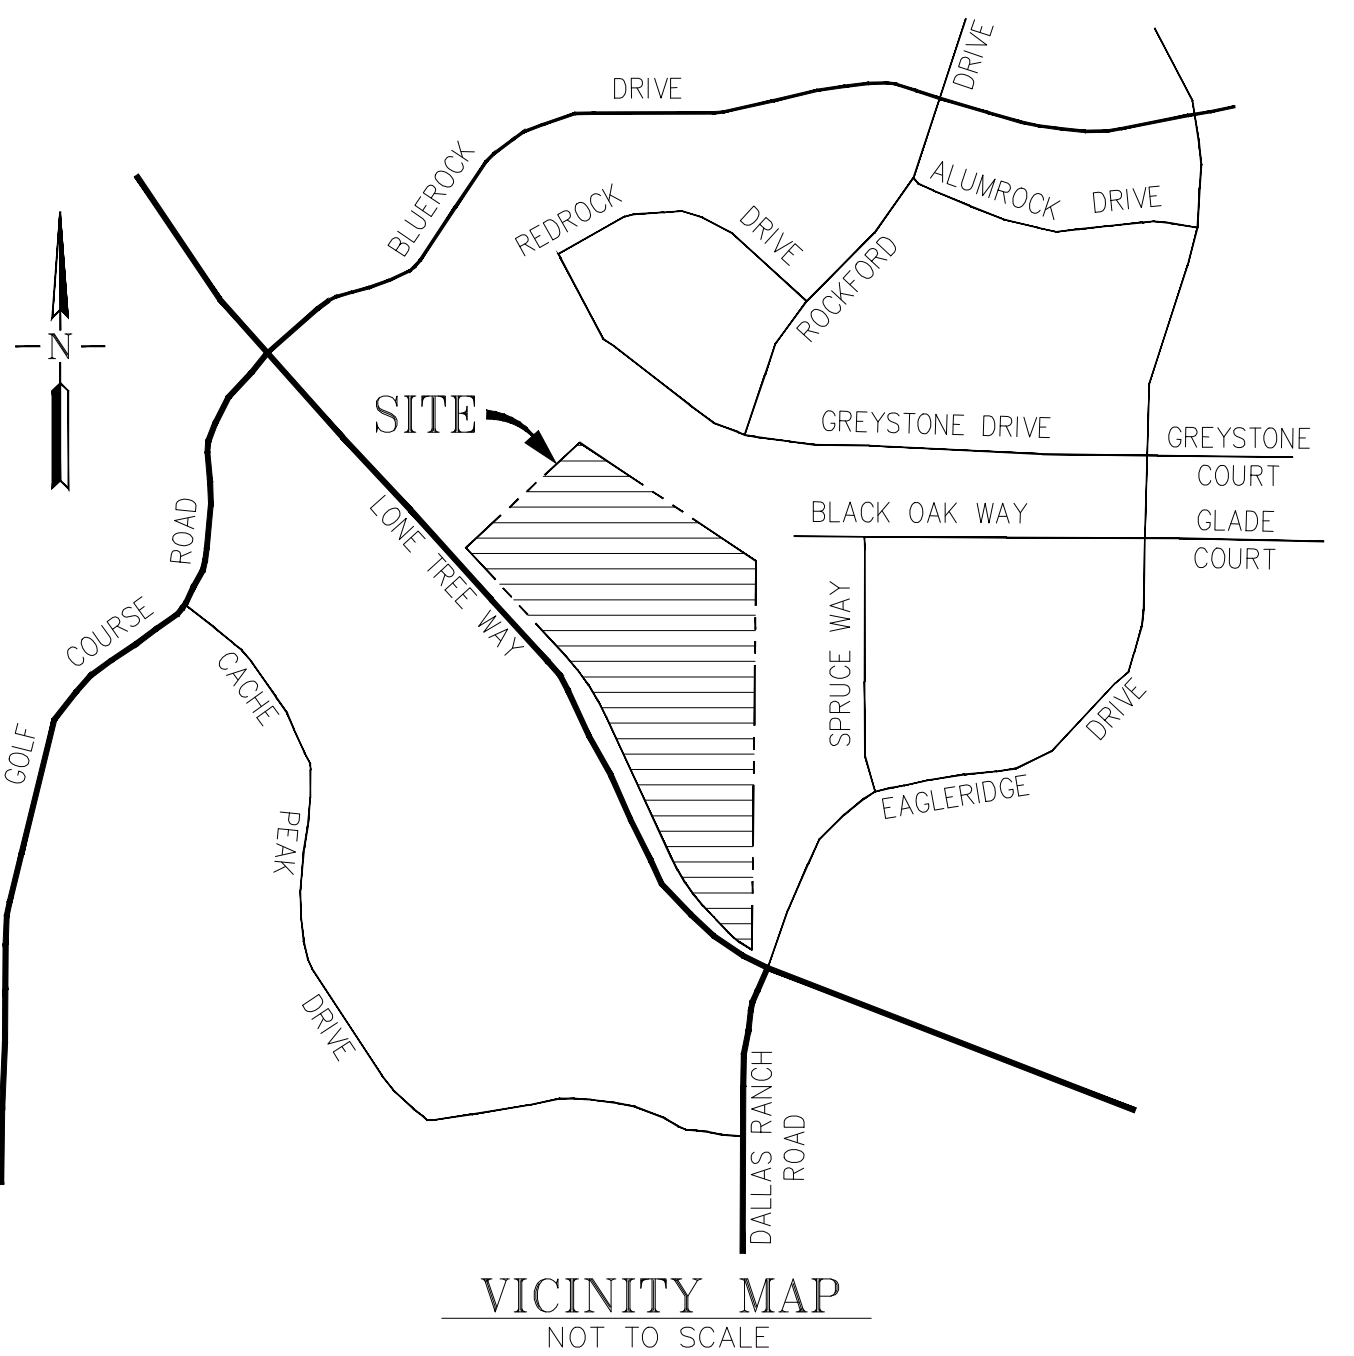 DRIVE
DRIVE
BLUEROCK
ALUMROCK DRIVE
REDROCK DRIVE
ROCKFORD
N
SITE
GREYSTONE DRIVE
GREYSTONE
COURT
BLACK OAK WAY
GLADE
COURT
LONE TREE WAY
ROAD
COURSE
GOLF
CACHE
PEAK
DRIVE
SPRUCE WAY
DRIVE
EAGLERIDGE
DALLAS RANCH
ROAD
VICINITY MAP
NOT TO SCALE